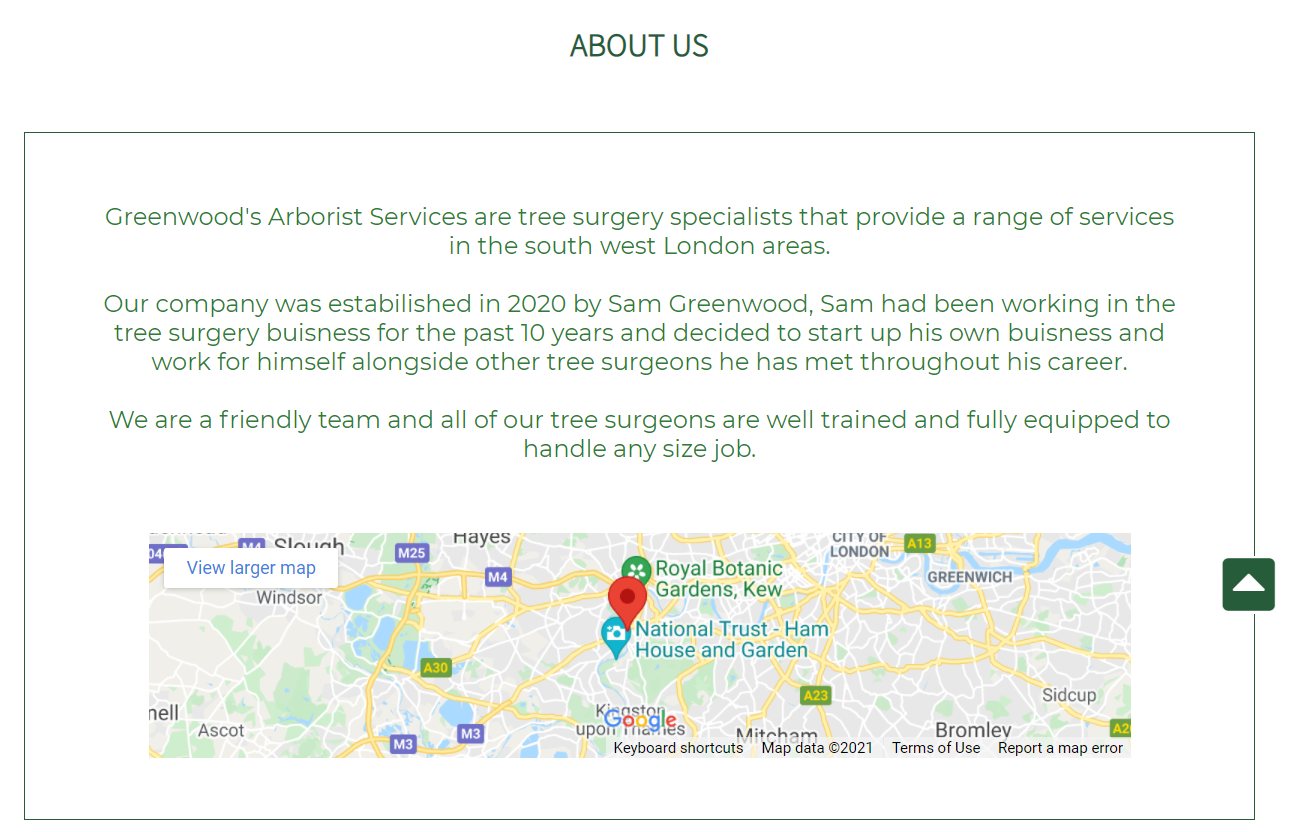 ABOUT US
Greenwood's Arborist Services are tree surgery specialists that provide a range of services
in the south west London areas.
Our company was estabilished in 2020 by Sam Greenwood, Sam had been working in the
tree surgery buisness for the past 10 years and decided to start up his own buisness and
work for himself alongside other tree surgeons he has met throughout his career.
We are a friendly team and all of our tree surgeons are well trained and fully equipped to
handle any size job.
View larger map
M4
Slough
M25
Hayes
CITY OF
LONDON
A13
M4
Windsor
Royal Botanic
Gardens, Kew
GREENWICH
National Trust - Ham
House and Garden
A30
A23
Sidcup
Ascot
M3
M3
Kingston
upon Thames
Google
Mitcham
Bromley
Keyboard shortcuts
Map data ©2021
Terms of Use
Report a map error